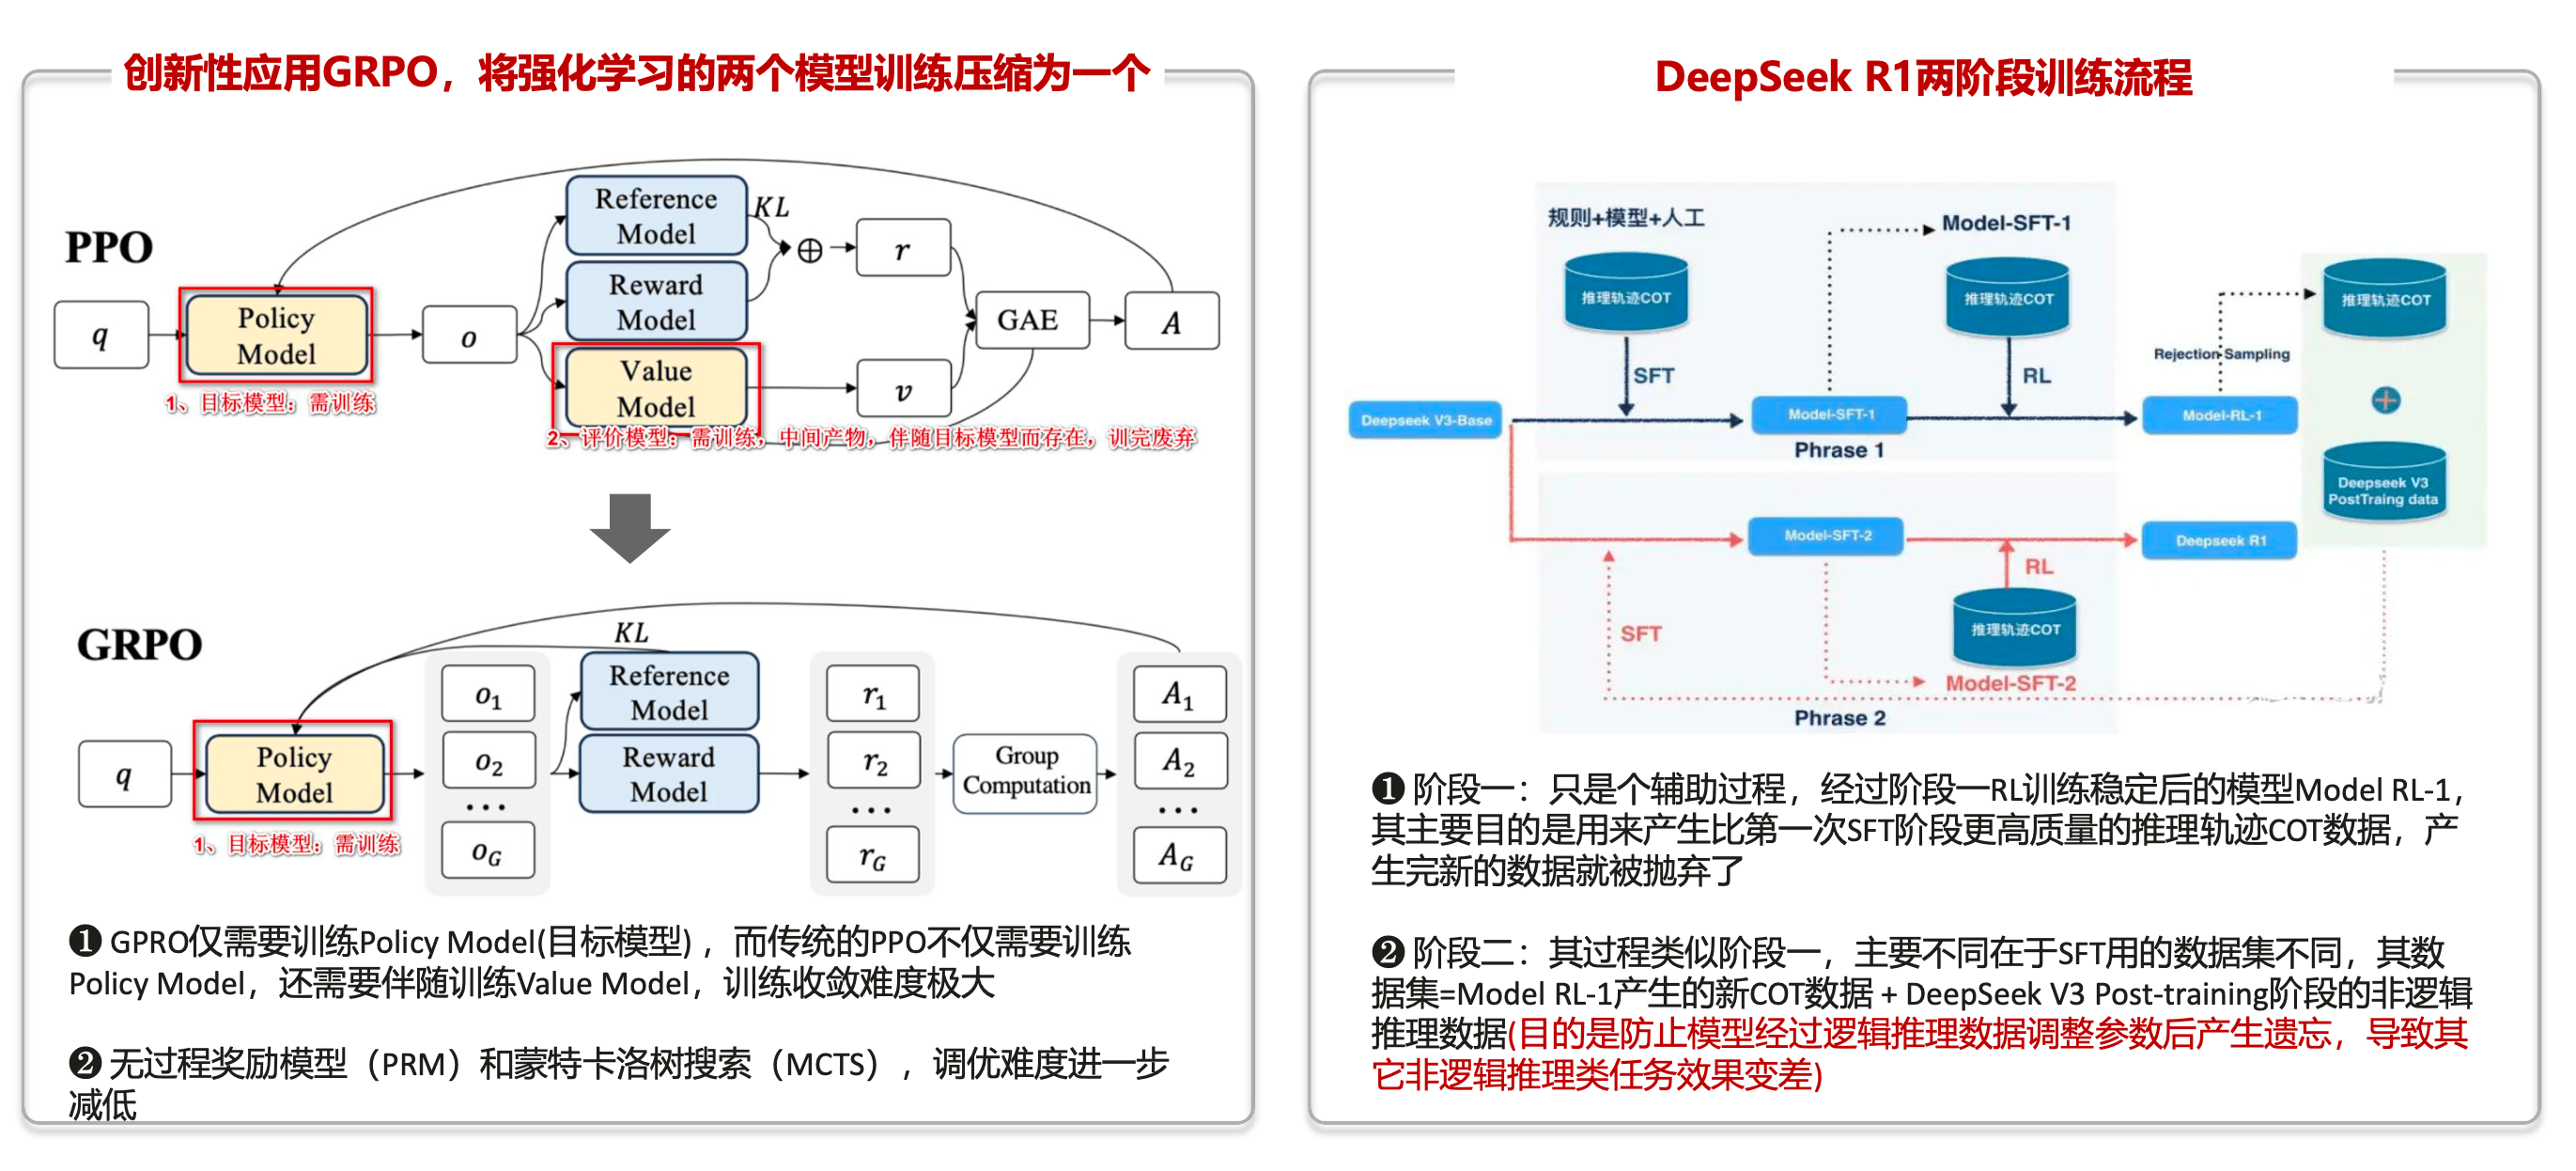 创新性应用GRPO，将强化学习的两个模型训练压缩为一个
PPO
q
Policy
Model
1、目标模型：需训练
o
Reference
Model
KL
Reward
Model
Value
Model
2、评价模型：需训练，中间产物，伴随目标模型而存在，训完废弃
⊕
r
v
GAE
A
GRPO
q
Policy
Model
1、目标模型：需训练
o1
o2
...
oG
KL
Reference
Model
Reward
Model
r1
r2
...
rG
Group
Computation
A1
A2
...
AG
❶ GPRO仅需要训练Policy Model(目标模型) ，而传统的PPO不仅需要训练
Policy Model，还需要伴随训练Value Model，训练收敛难度极大
❷ 无过程奖励模型（PRM）和蒙特卡洛树搜索（MCTS），调优难度进一步
减低
DeepSeek R1两阶段训练流程
规则+模型+人工
推理轨迹COT
SFT
Model-SFT-1
推理轨迹COT
RL
推理轨迹COT
Rejection Sampling
Deepseek V3-Base
Model-SFT-1
Model-RL-1
Phrase 1
+
Deepseek V3
PostTraing data
Model-SFT-2
Deepseek R1
RL
SFT
推理轨迹COT
Model-SFT-2
Phrase 2
❶ 阶段一：只是个辅助过程，经过阶段一RL训练稳定后的模型Model RL-1，
其主要目的是用来产生比第一次SFT阶段更高质量的推理轨迹COT数据，产
生完新的数据就被抛弃了
❷ 阶段二：其过程类似阶段一，主要不同在于SFT用的数据集不同，其数
据集=Model RL-1产生的新COT数据 + DeepSeek V3 Post-training阶段的非逻辑
推理数据(目的是防止模型经过逻辑推理数据调整参数后产生遗忘，导致其
它非逻辑推理类任务效果变差)